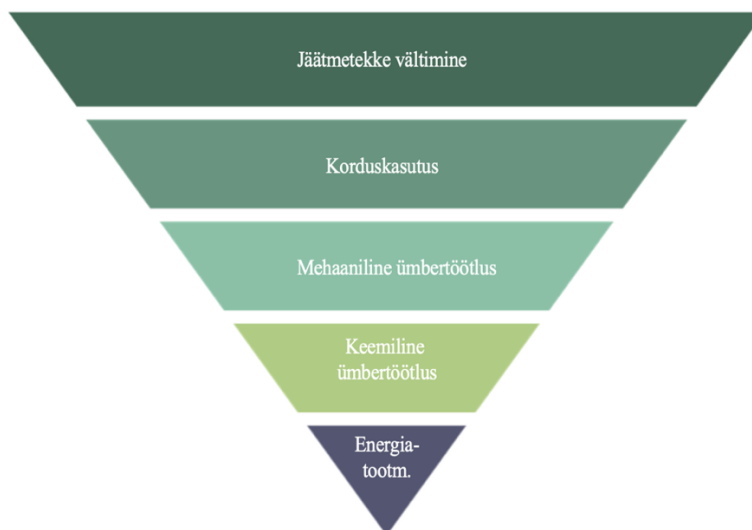 Jäätmetekke vältimine
Korduskasutus
Mehaaniline ümbertöötlus
Keemiline
ümbertöötlus
Energia-
tootm.